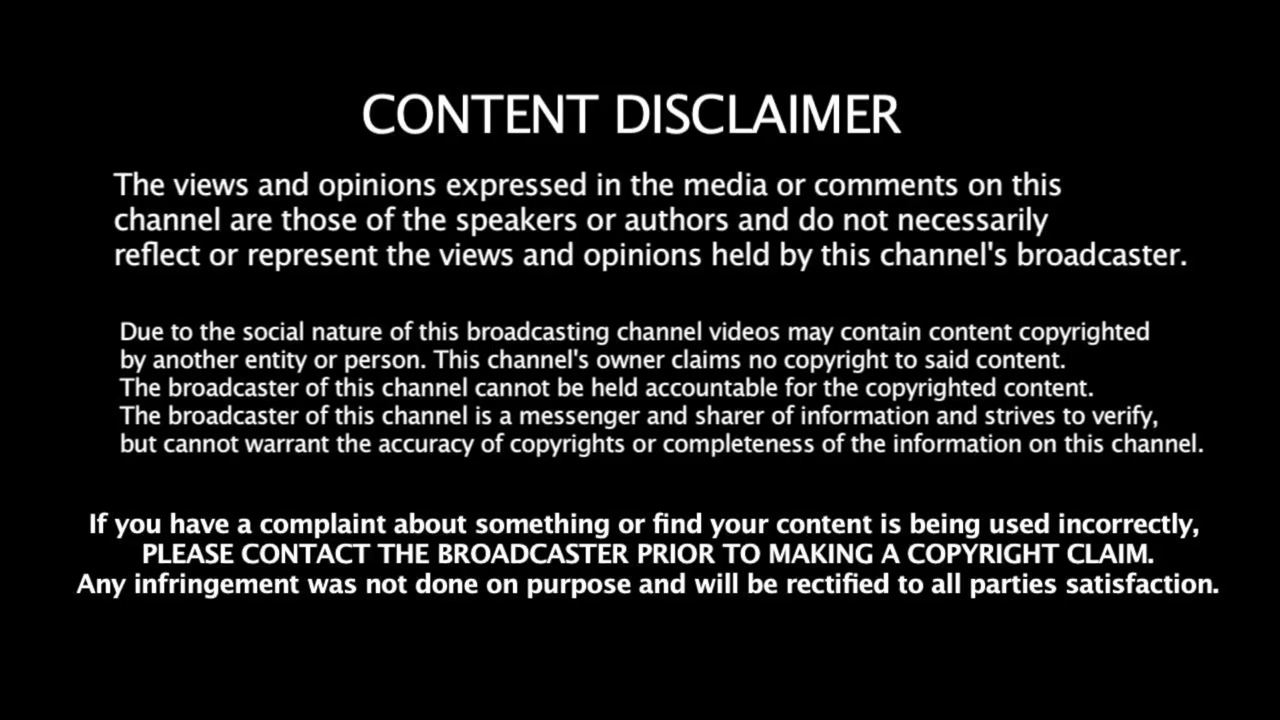 CONTENT DISCLAIMER
The views and opinions expressed in the media or comments on this
channel are those of the speakers or authors and do not necessarily
reflect or represent the views and opinions held by this channel's broadcaster.
Due to the social nature of this broadcasting channel videos may contain content copyrighted
by another entity or person. This channel's owner claims no copyright to said content.
The broadcaster of this channel cannot be held accountable for the copyrighted content.
The broadcaster of this channel is a messenger and sharer of information and strives to verify,
but cannot warrant the accuracy of copyrights or completeness of the information on this channel.
If you have a complaint about something or find your content is being used incorrectly,
PLEASE CONTACT THE BROADCASTER PRIOR TO MAKING A COPYRIGHT CLAIM.
Any infringement was not done on purpose and will be rectified to all parties satisfaction.